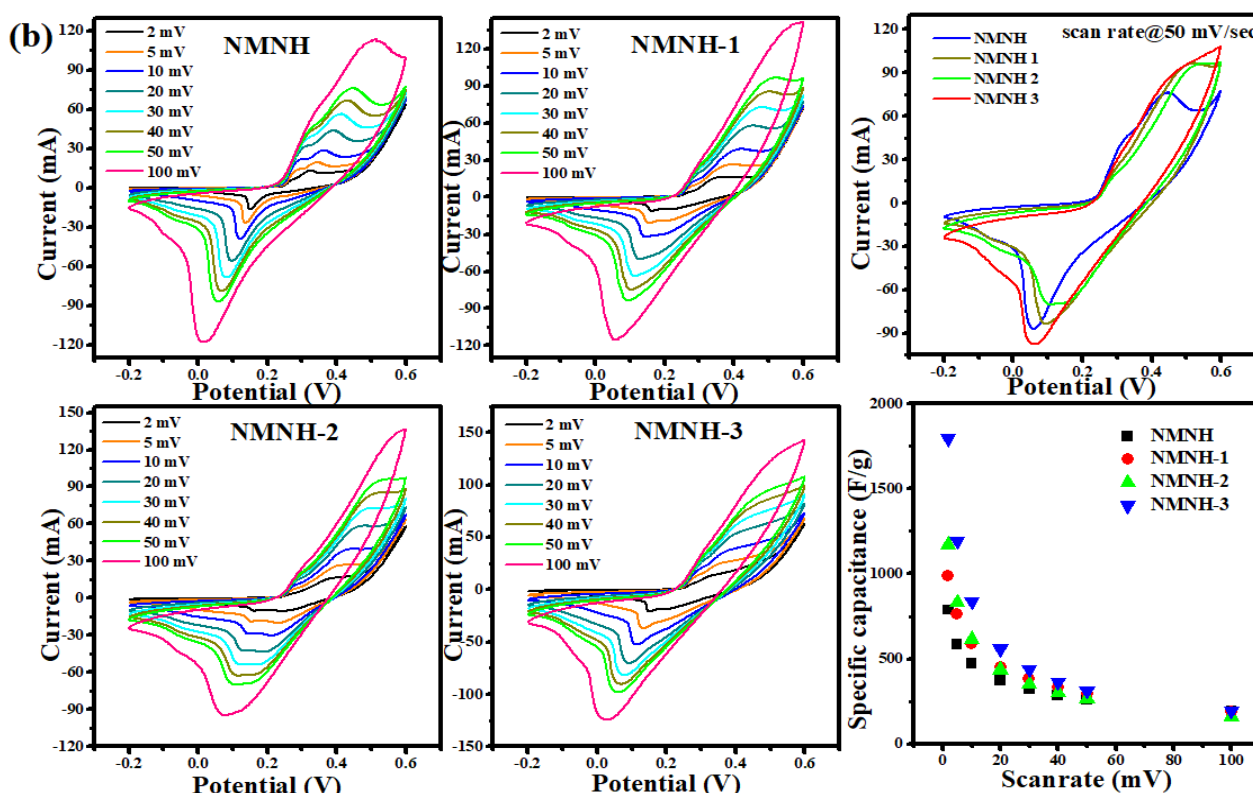 (b)
NMNH
2 mV
5 mV
10 mV
20 mV
30 mV
40 mV
50 mV
100 mV
Current (mA)
120
90
60
30
0
-30
-60
-90
-120
-0.2 0.0 0.2 0.4 0.6
Potential (V)
NMNH-1
2 mV
5 mV
10 mV
20 mV
30 mV
40 mV
50 mV
100 mV
Current (mA)
120
80
40
0
-40
-80
-120
-0.2 0.0 0.2 0.4 0.6
Potential (V)
scan rate@50 mV/sec
NMNH
NMNH 1
NMNH 2
NMNH 3
Current (mA)
120
90
60
30
0
-30
-60
-90
-0.2 0.0 0.2 0.4 0.6
Potential (V)
NMNH-2
2 mV
5 mV
10 mV
20 mV
30 mV
40 mV
50 mV
100 mV
Current (mA)
150
120
90
60
30
0
-30
-60
-90
-120
-0.2 0.0 0.2 0.4 0.6
Potential (V)
NMNH-3
2 mV
5 mV
10 mV
20 mV
30 mV
40 mV
50 mV
100 mV
Current (mA)
150
100
50
0
-50
-100
-150
-0.2 0.0 0.2 0.4 0.6
Potential (V)
NMNH
NMNH-1
NMNH-2
NMNH-3
Specific capacitance (F/g)
2000
1500
1000
500
0
0 20 40 60 80 100
Scanrate (mV)